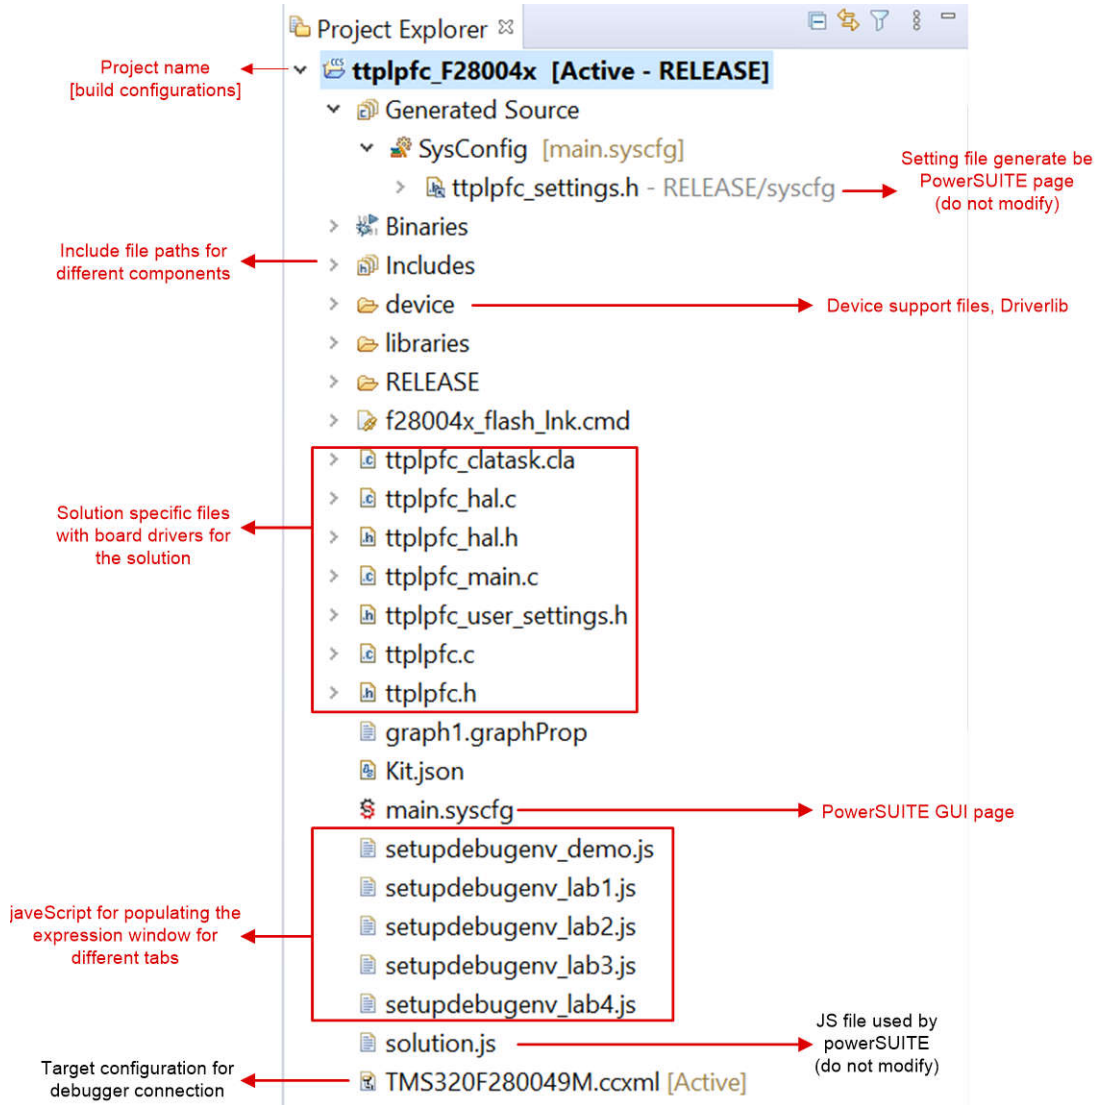 Project Explorer
Project name
[build configurations]
ttplpfc_F28004x [Active - RELEASE]
Generated Source
SysConfig [main.syscfg]
ttplpfc_settings.h - RELEASE/syscfg
Setting file generate be
PowerSUITE page
(do not modify)
Binaries
Include file paths for
different components
Includes
device
Device support files, Driverlib
libraries
RELEASE
f28004x_flash_lnk.cmd
Solution specific files
with board drivers for
the solution
ttplpfc_clatask.cla
ttplpfc_hal.c
ttplpfc_hal.h
ttplpfc_main.c
ttplpfc_user_settings.h
ttplpfc.c
ttplpfc.h
graph1.graphProp
Kit.json
main.syscfg
PowerSUITE GUI page
javeScript for populating the
expression window for
different tabs
setupdebugenv_demo.js
setupdebugenv_lab1.js
setupdebugenv_lab2.js
setupdebugenv_lab3.js
setupdebugenv_lab4.js
solution.js
JS file used by
powerSUITE
(do not modify)
Target configuration for
debugger connection
TMS320F280049M.ccxml [Active]